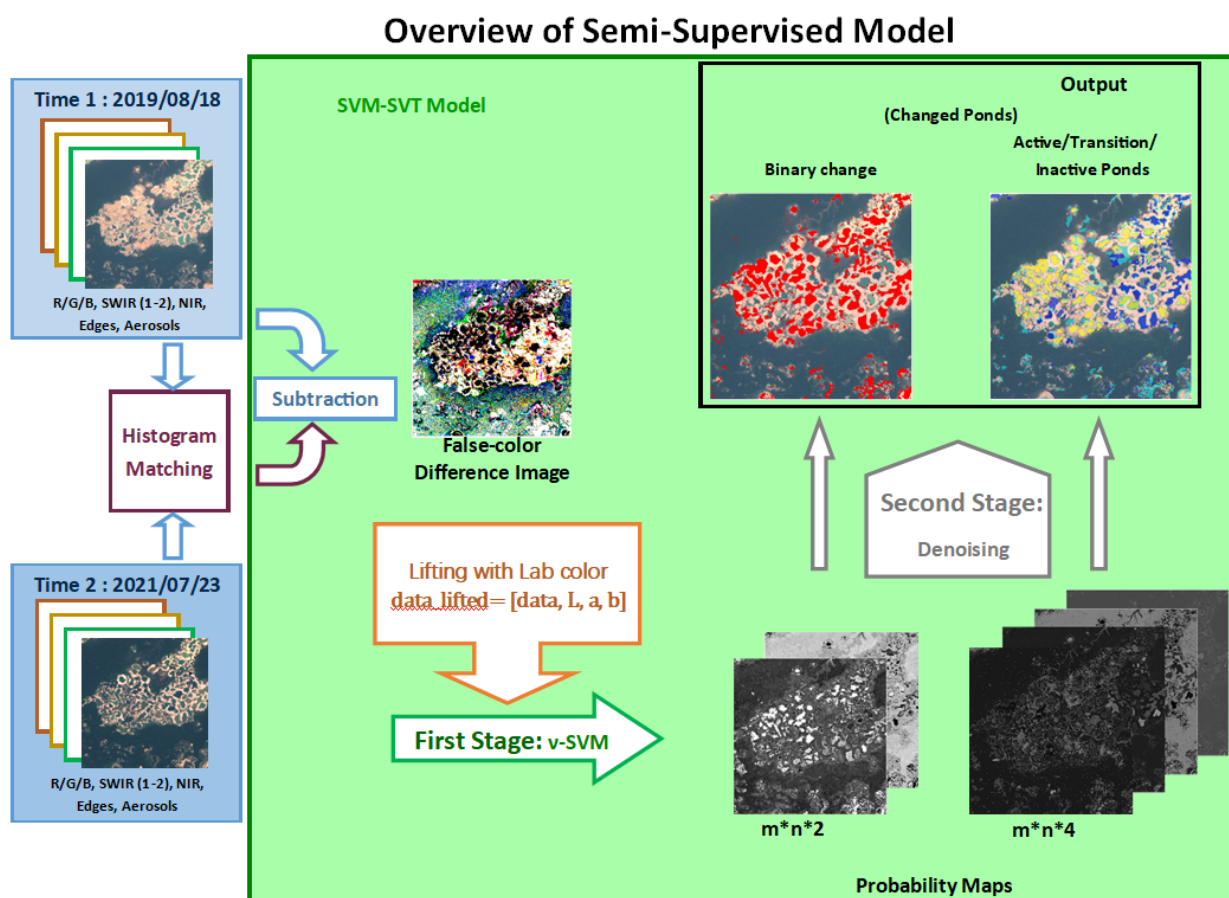 Overview of Semi-Supervised Model
Time 1 : 2019/08/18
R/G/B, SWIR (1-2), NIR,
Edges, Aerosols
Histogram
Matching
Time 2 : 2021/07/23
R/G/B, SWIR (1-2), NIR,
Edges, Aerosols
SVM-SVT Model
Subtraction
False-color
Difference Image
Lifting with Lab color
data_lifted= [data, L, a, b]
First Stage: ν-SVM
Output
(Changed Ponds)
Binary change
Active/Transition/
Inactive Ponds
Second Stage:
Denoising
m*n*2
m*n*4
Probability Maps